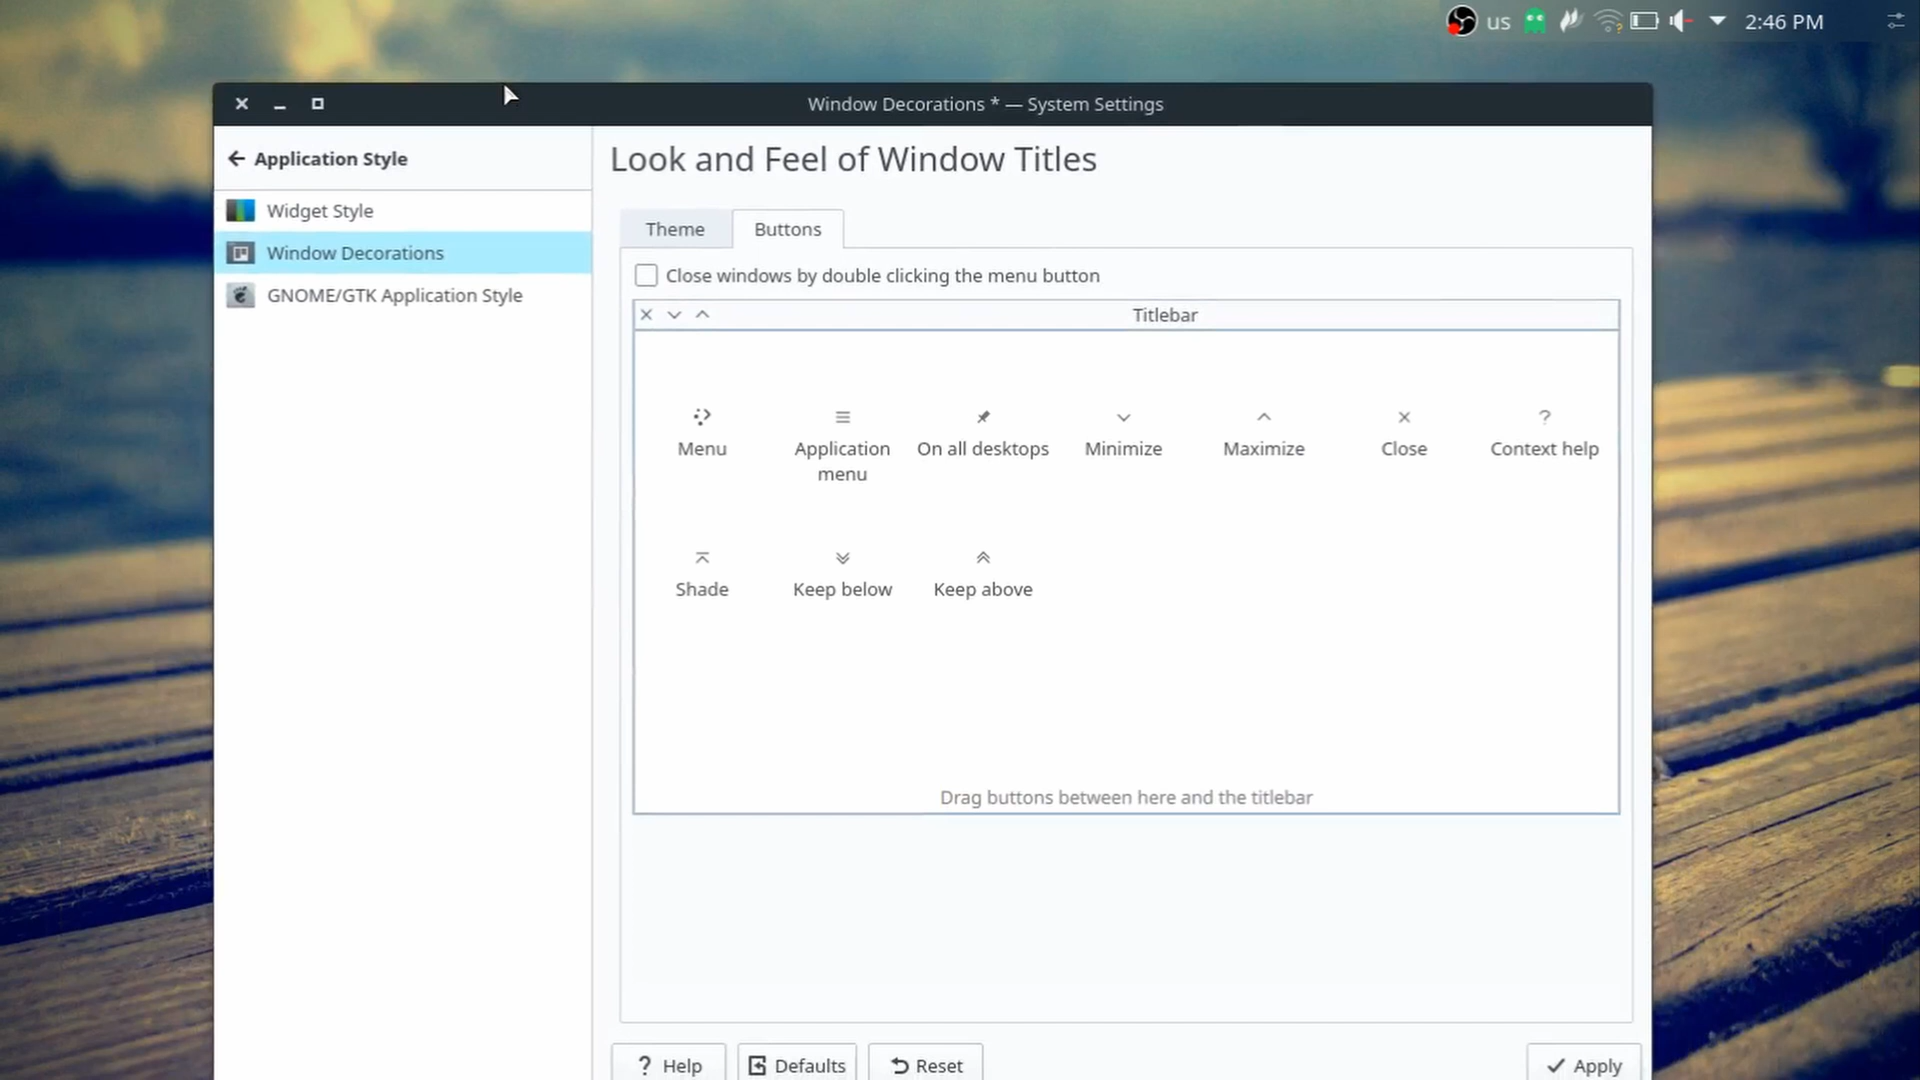 us 2:46 PM
Window Decorations * — System Settings
Application Style
Widget Style
Window Decorations
GNOME/GTK Application Style
Look and Feel of Window Titles
Theme Buttons
Close windows by double clicking the menu button
Titlebar
Menu Application menu On all desktops Minimize Maximize Close Context help
Shade Keep below Keep above
Drag buttons between here and the titlebar
? Help Defaults Reset Apply